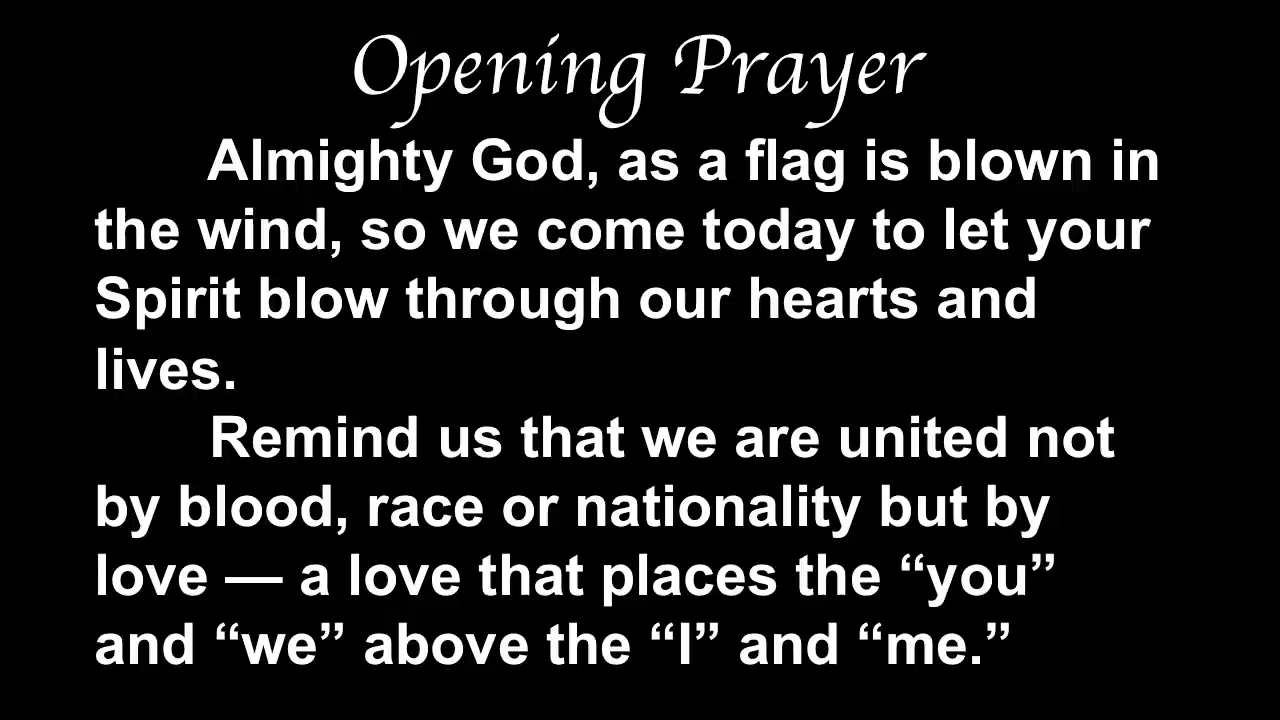 Opening Prayer
Almighty God, as a flag is blown in
the wind, so we come today to let your
Spirit blow through our hearts and
lives.
Remind us that we are united not
by blood, race or nationality but by
love — a love that places the “you”
and “we” above the “I” and “me.”